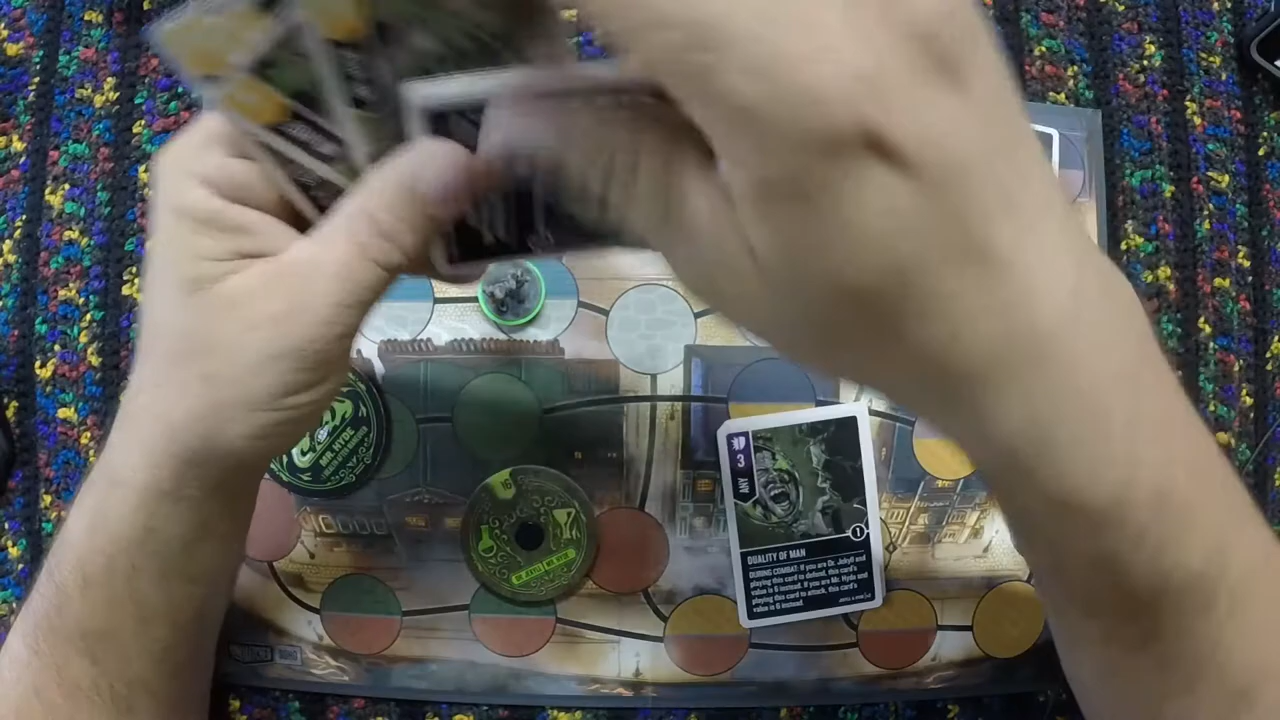 MR. HYDE
16
DR. JEKYLL MR. HYDE
3
ANY
1
DUALITY OF MAN
DURING COMBAT: If you are Dr. Jekyll and
playing this card to defend, this card's
value is 6 instead. If you are Mr. Hyde and
playing this card to attack, this card's
value is 6 instead.